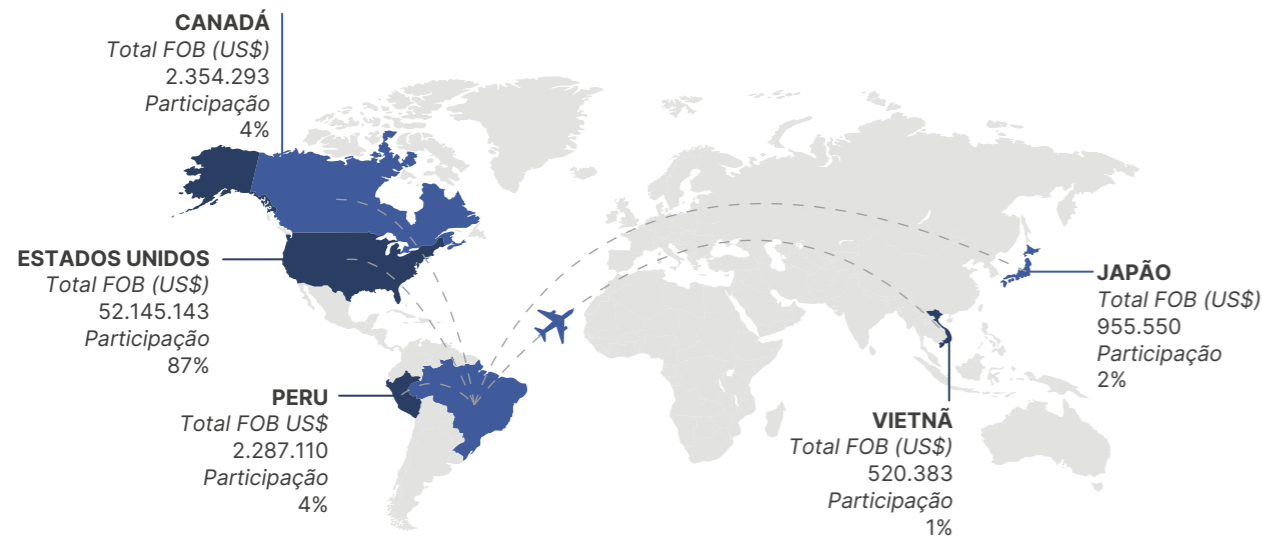 CANADÁ
Total FOB (US$)
2.354.293
Participação
4%
ESTADOS UNIDOS
Total FOB (US$)
52.145.143
Participação
87%
PERU
Total FOB US$
2.287.110
Participação
4%
JAPÃO
Total FOB (US$)
955.550
Participação
2%
VIETNÃ
Total FOB (US$)
520.383
Participação
1%